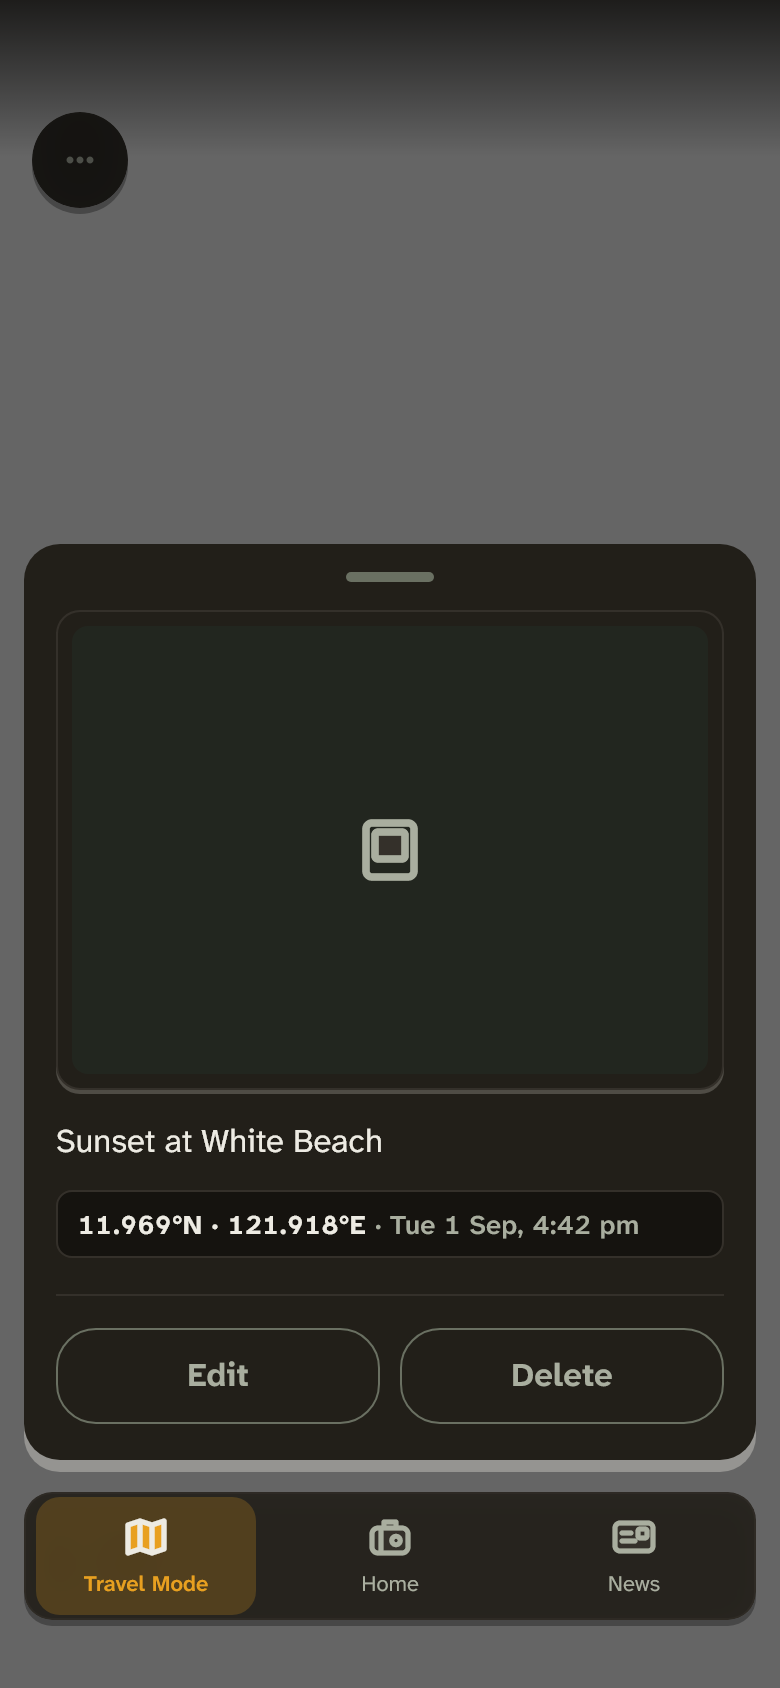 Sunset at White Beach
11.969°N · 121.918°E · Tue 1 Sep, 4:42 pm
Edit
Delete
Travel Mode
Home
News